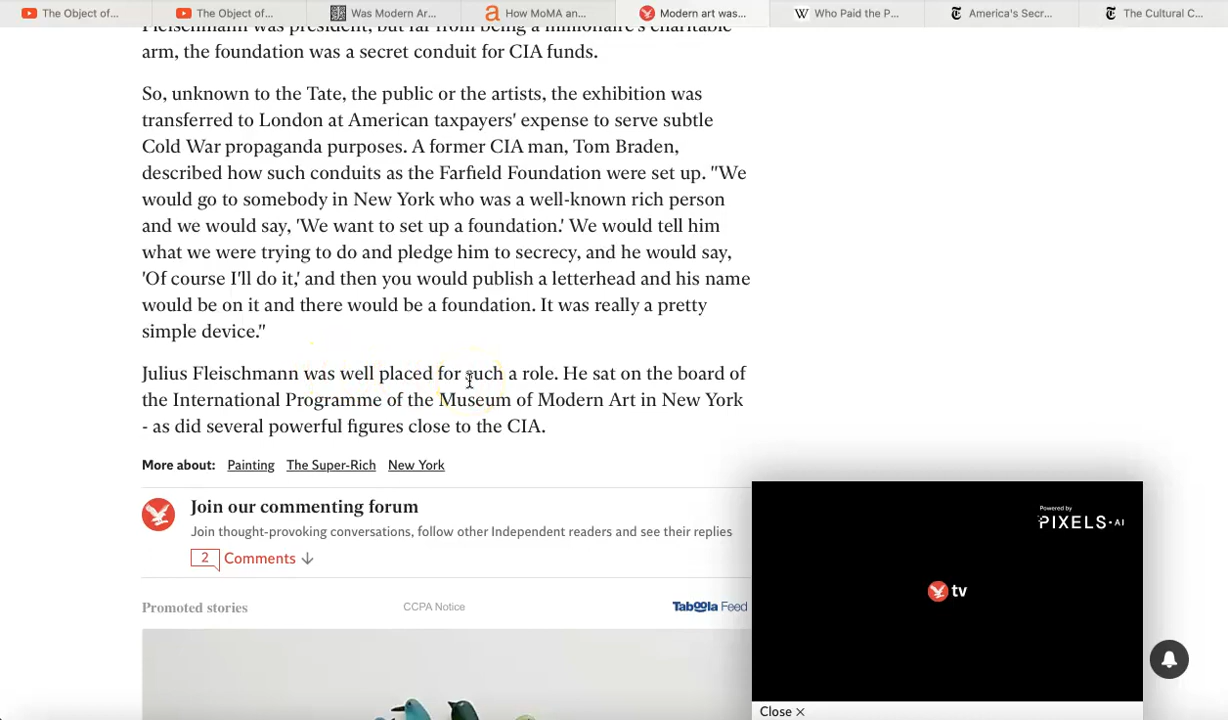 The Object of...
The Object of...
Was Modern Ar...
How MoMA an...
Modern art was...
Who Paid the P...
America's Secr...
The Cultural C...
Fleischmann was president, but far from being a millionaire's charitable
arm, the foundation was a secret conduit for CIA funds.
So, unknown to the Tate, the public or the artists, the exhibition was
transferred to London at American taxpayers' expense to serve subtle
Cold War propaganda purposes. A former CIA man, Tom Braden,
described how such conduits as the Farfield Foundation were set up. "We
would go to somebody in New York who was a well-known rich person
and we would say, 'We want to set up a foundation.' We would tell him
what we were trying to do and pledge him to secrecy, and he would say,
'Of course I'll do it,' and then you would publish a letterhead and his name
would be on it and there would be a foundation. It was really a pretty
simple device."
Julius Fleischmann was well placed for such a role. He sat on the board of
the International Programme of the Museum of Modern Art in New York
- as did several powerful figures close to the CIA.
More about: Painting The Super-Rich New York
Join our commenting forum
Join thought-provoking conversations, follow other Independent readers and see their replies
2 Comments
Promoted stories CCPA Notice Taboola Feed
Powered by
PIXELS•AI
tv
Close ×